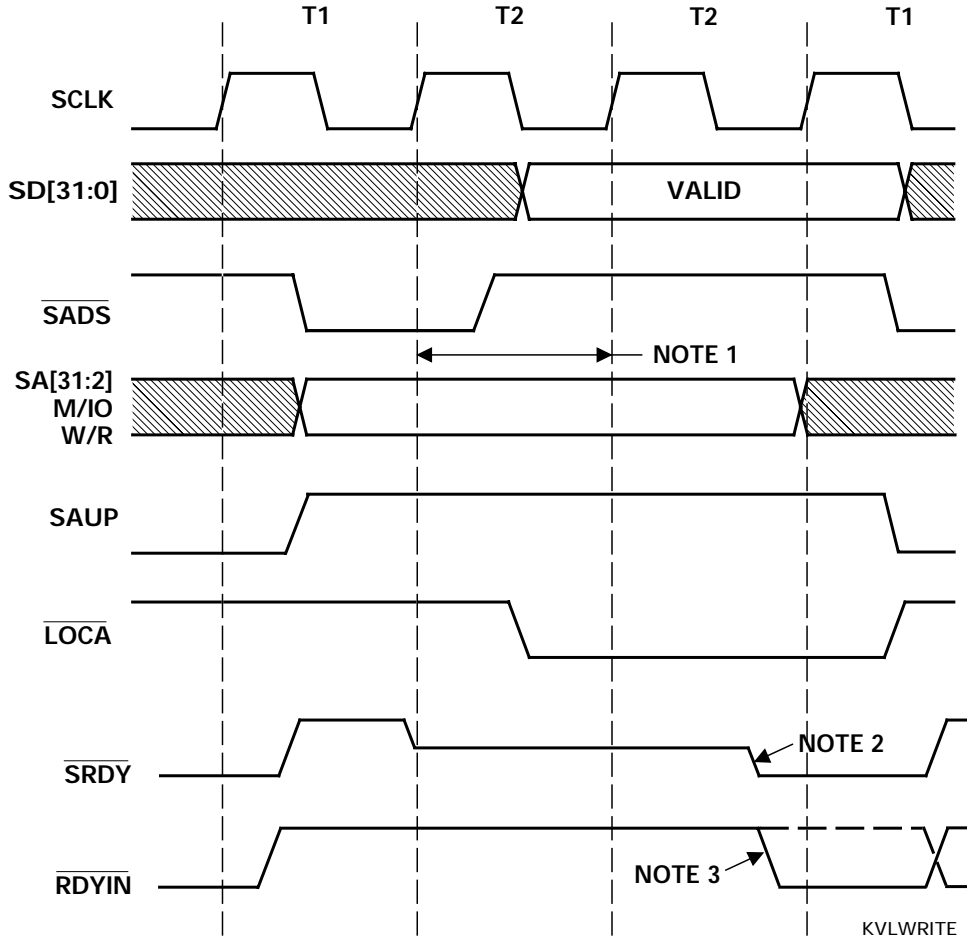 T1 T2 T2 T1
SCLK
SD[31:0] VALID
SADS
NOTE 1
SA[31:2]
M/IO
W/R
SAUP
LOCA
NOTE 2
SRDY
NOTE 3
RDYIN
KVLWRITE